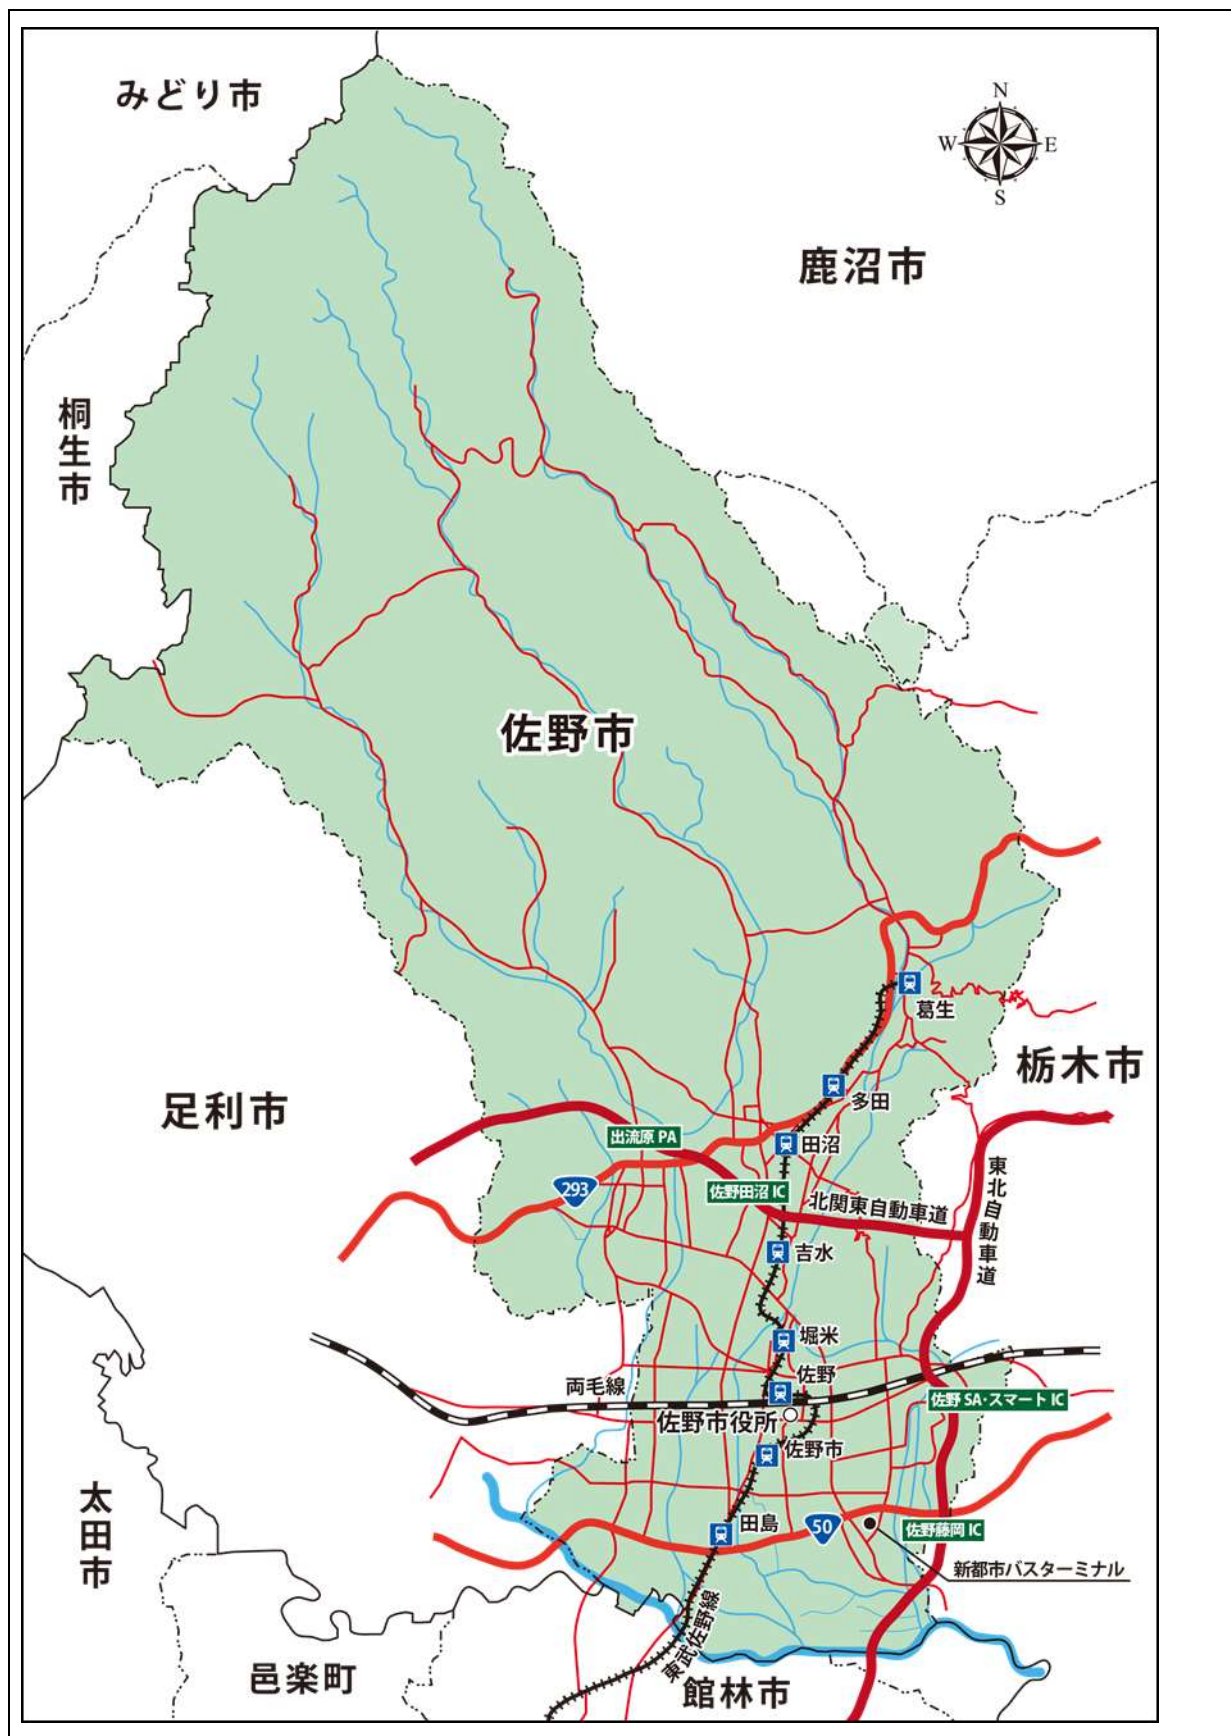 みどり市
N
W
E
S
鹿沼市
桐生市
佐野市
葛生
栃木市
多田
足利市
出流原 PA
田沼
293
佐野田沼 IC
北関東自動車道
東北自動車道
吉水
堀米
佐野
両毛線
佐野 SA・スマート IC
佐野市役所
佐野市
太田市
田島
50
佐野藤岡 IC
新都市バスターミナル
東武佐野線
邑楽町
館林市